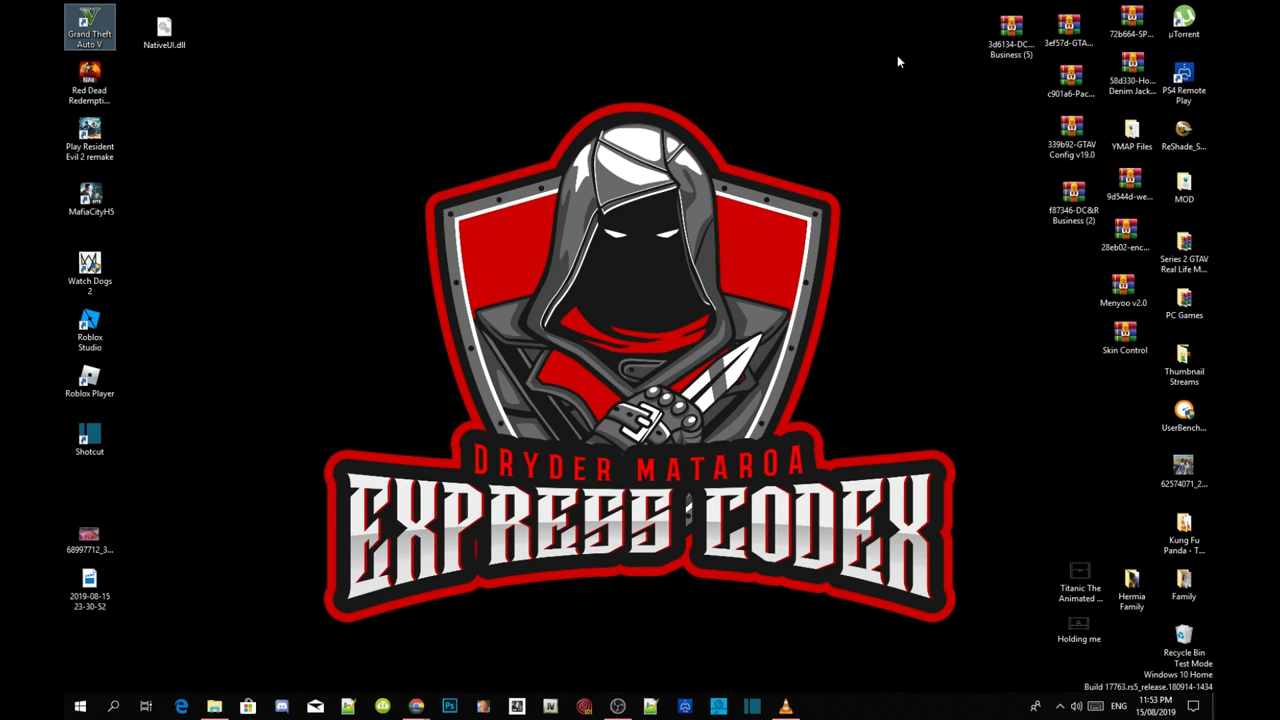 Grand Theft
Auto V
NativeUI.dll
Red Dead
Redempti...
Play Resident
Evil 2 remake
MafiaCityH5
Watch Dogs
2
Roblox
Studio
Roblox Player
Shotcut
68997712_3...
2019-08-15
23-30-52
DRYDER MATAROA
EXPRESS CODEX
3d6134-DC...
Business (5)
3ef57d-GTA...
c901a6-Pac...
339b92-GTAV
Config v19.0
f87346-DC&R
Business (2)
72b664-SP...
58d330-Ho...
Denim Jack...
YMAP Files
9d544d-we...
28eb02-enc...
Menyoo v2.0
Skin Control
µTorrent
PS4 Remote
Play
ReShade_S...
MOD
Series 2 GTAV
Real Life M...
PC Games
Thumbnail
Streams
UserBench...
62574071_2...
Kung Fu
Panda - T...
Titanic The
Animated ...
Hermia
Family
Family
Holding me
Recycle Bin
Test Mode
Windows 10 Home
Build 17763.rs5_release.180914-1434
ENG
11:53 PM
15/08/2019